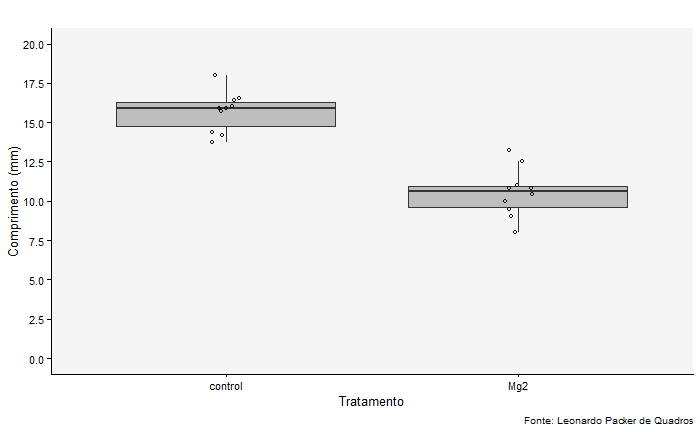 20.0
17.5
15.0
12.5
10.0
7.5
5.0
2.5
0.0
Comprimento (mm)
control
Mg2
Tratamento
Fonte: Leonardo Packer de Quadros